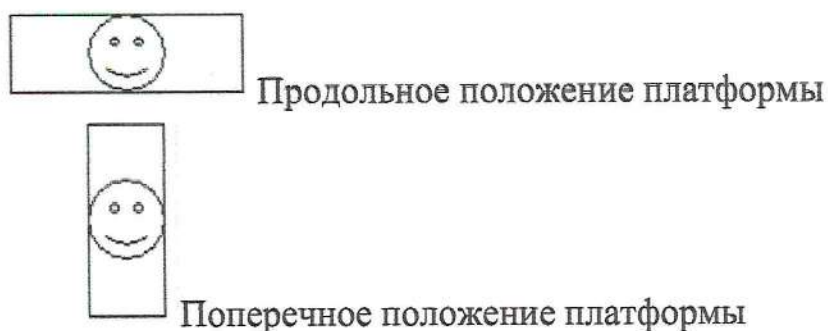 Продольное положение платформы
Поперечное положение платформы